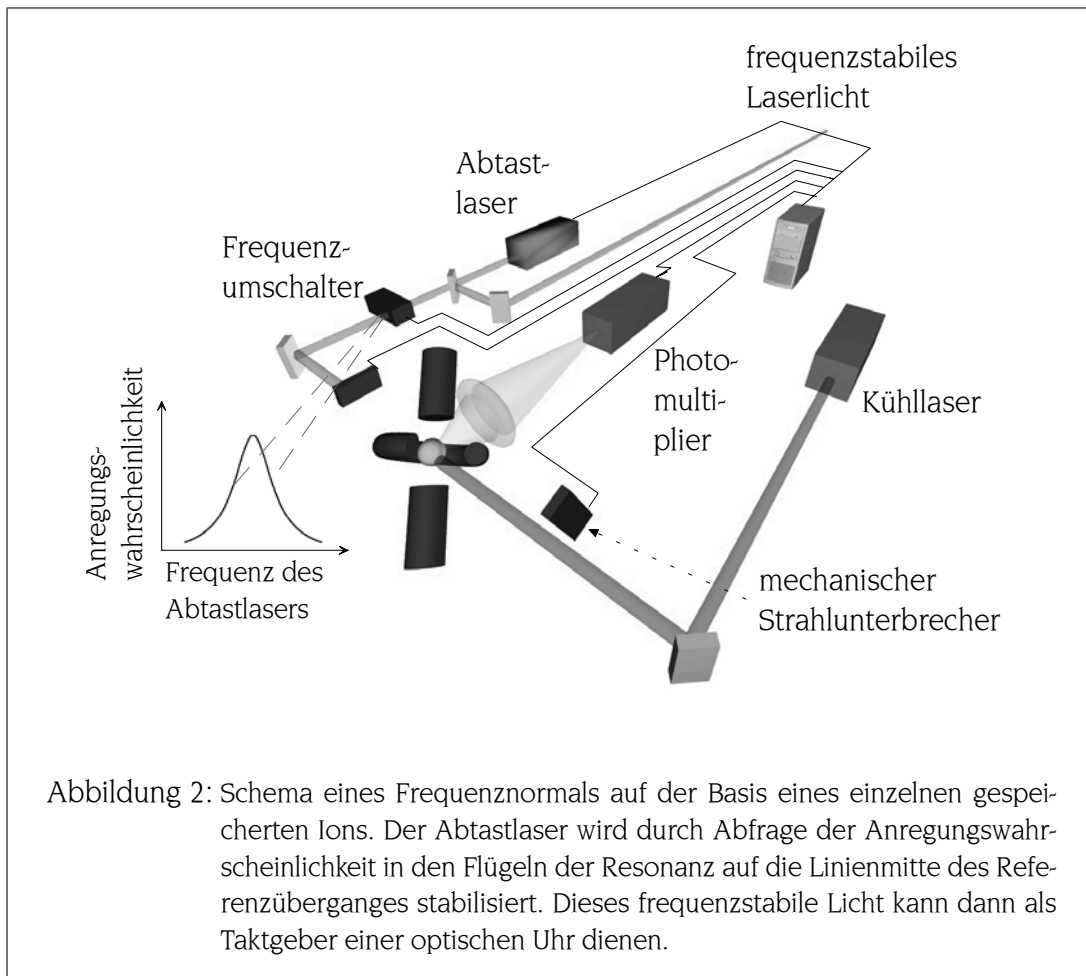 frequenzstabiles
Laserlicht
Abtast-
laser
Frequenz-
umschalter
Photo-
multi-
plier
Kühllaser
Anregungs-
wahrscheinlichkeit
Frequenz des
Abtastlasers
mechanischer
Strahlunterbrecher
Abbildung 2: Schema eines Frequenznormals auf der Basis eines einzelnen gespei-
cherten Ions. Der Abtastlaser wird durch Abfrage der Anregungswahr-
scheinlichkeit in den Flügeln der Resonanz auf die Linienmitte des Refe-
renzüberganges stabilisiert. Dieses frequenzstabile Licht kann dann als
Taktgeber einer optischen Uhr dienen.